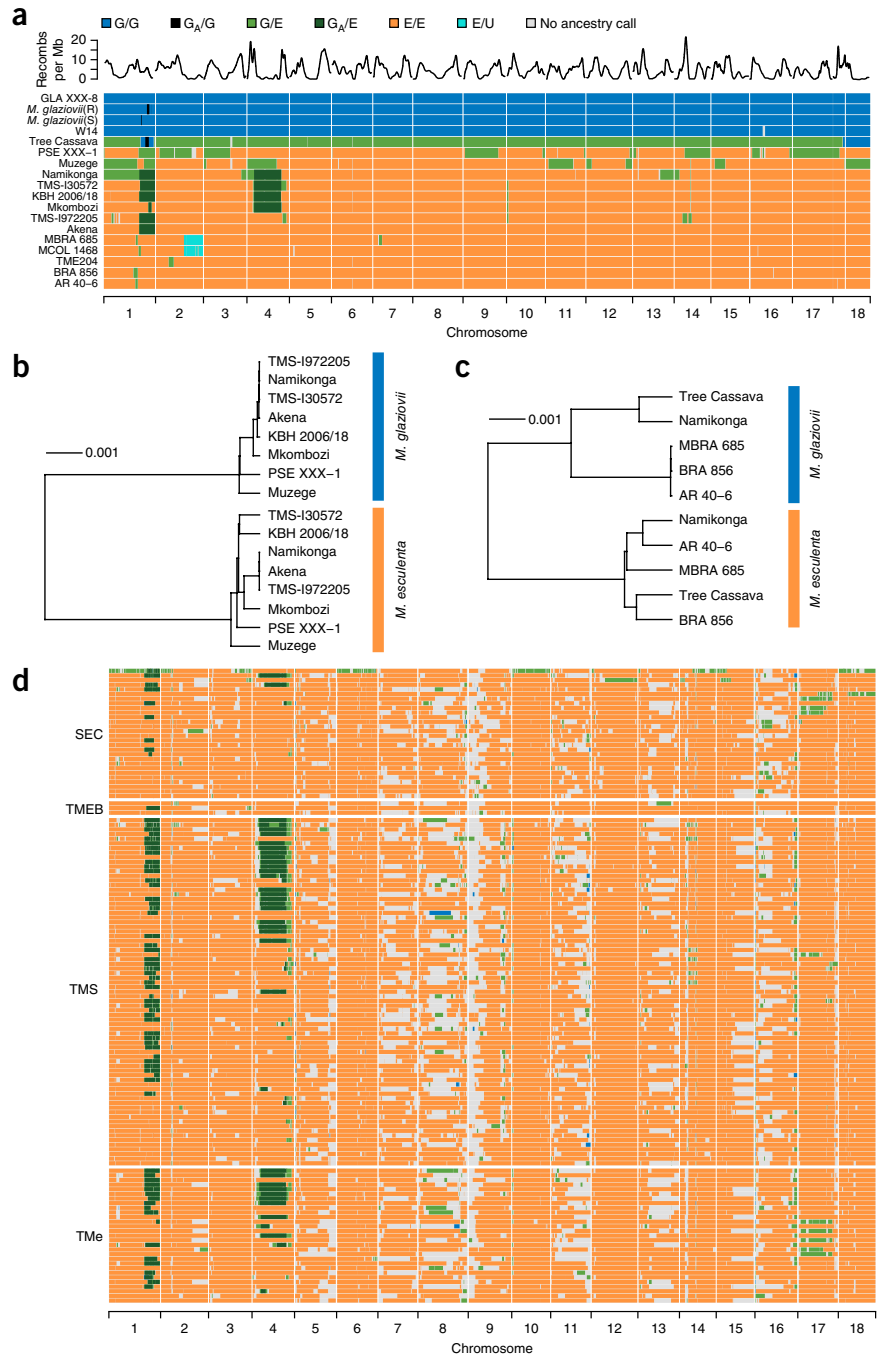 a
G/G GA/G G/E GA/E E/E E/U No ancestry call
Recombs
per Mb
20
10
0
GLA XXX-8
M. glaziovii(R)
M. glaziovii(S)
W14
Tree Cassava
PSE XXX-1
Muzege
Namikonga
TMS-I30572
KBH 2006/18
Mkombozi
TMS-I972205
Akena
MBRA 685
MCOL 1468
TME204
BRA 856
AR 40-6
1 2 3 4 5 6 7 8 9 10 11 12 13 14 15 16 17 18
Chromosome
b
0.001
TMS-I972205
Namikonga
TMS-I30572
Akena
KBH 2006/18
Mkombozi
PSE XXX-1
Muzege
M. glaziovii
TMS-I30572
KBH 2006/18
Namikonga
Akena
TMS-I972205
Mkombozi
PSE XXX-1
Muzege
M. esculenta
c
0.001
Tree Cassava
Namikonga
MBRA 685
BRA 856
AR 40-6
M. glaziovii
Namikonga
AR 40-6
MBRA 685
Tree Cassava
BRA 856
M. esculenta
d
SEC
TMEB
TMS
TMe
1 2 3 4 5 6 7 8 9 10 11 12 13 14 15 16 17 18
Chromosome